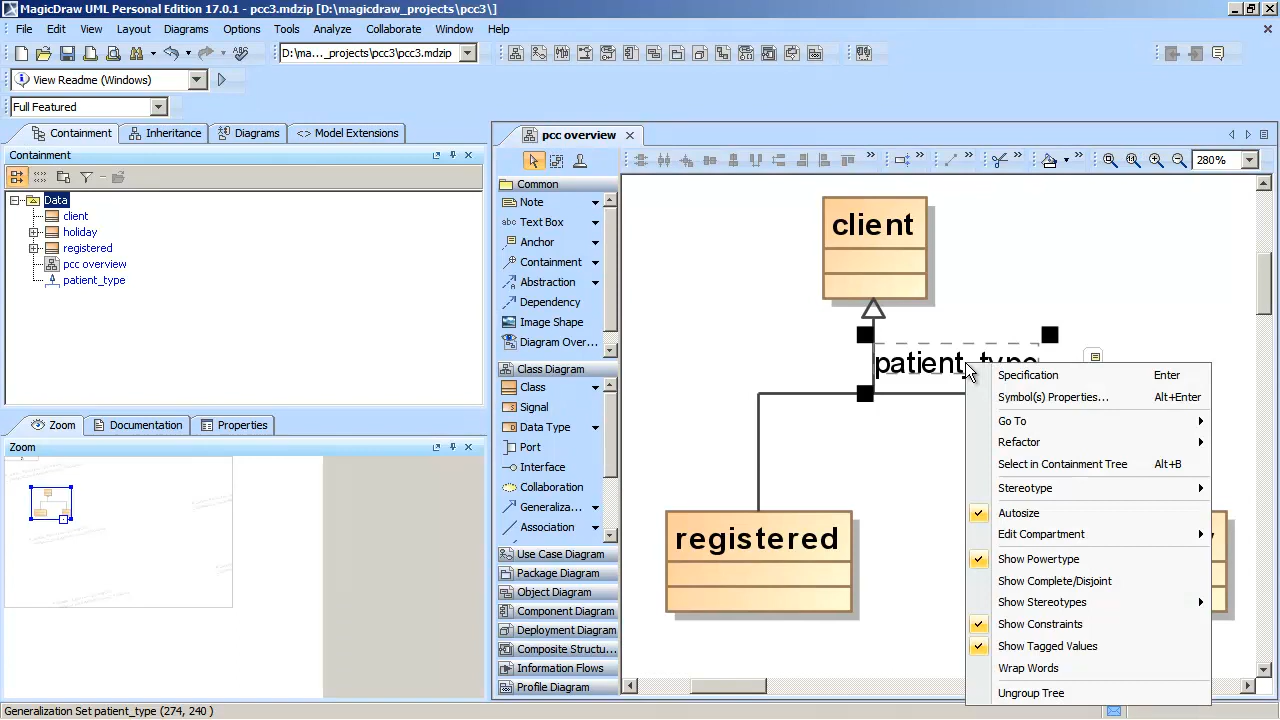 MagicDraw UML Personal Edition 17.0.1 - pcc3.mdzip [D:\magicdraw_projects\pcc3\]
File Edit View Layout Diagrams Options Tools Analyze Collaborate Window Help
D:\ma..._projects\pcc3\pcc3.mdzip
View Readme (Windows)
Full Featured
Containment Inheritance Diagrams Model Extensions
Containment
Data
client
holiday
registered
pcc overview
patient_type
Zoom Documentation Properties
Zoom
pcc overview
280%
Common
Note
abc Text Box
Anchor
Containment
Abstraction
Dependency
Image Shape
Diagram Over...
Class Diagram
Class
Signal
Data Type
Port
Interface
Collaboration
Generaliza...
Association
Use Case Diagram
Package Diagram
Object Diagram
Component Diagram
Deployment Diagram
Composite Structu...
Information Flows
Profile Diagram
client
patient_type
registered
Specification Enter
Symbol(s) Properties... Alt+Enter
Go To
Refactor
Select in Containment Tree Alt+B
Stereotype
Autosize
Edit Compartment
Show Powertype
Show Complete/Disjoint
Show Stereotypes
Show Constraints
Show Tagged Values
Wrap Words
Ungroup Tree
Generalization Set patient_type (274, 240 )